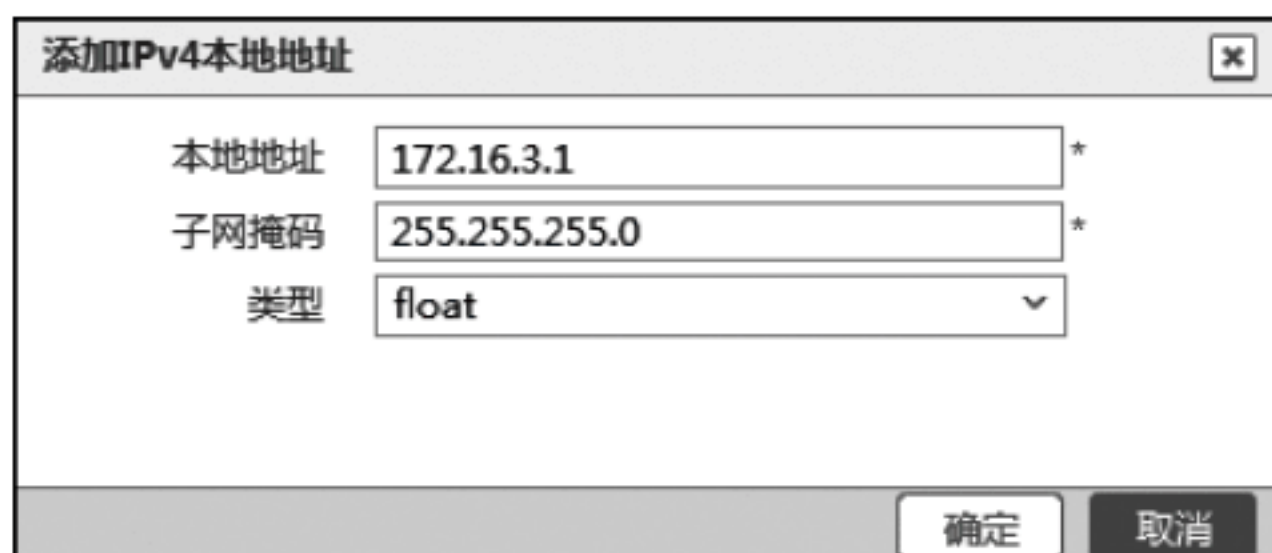 添加IPv4本地地址
本地地址 172.16.3.1 *
子网掩码 255.255.255.0 *
类型 float
确定 取消